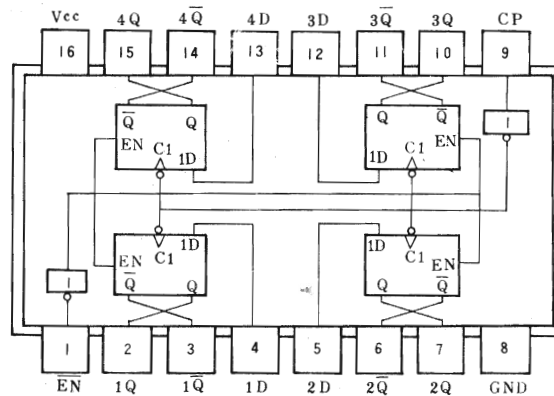 Vcc 4Q 4Q̅ 4D 3D 3Q̅ 3Q CP
16 15 14 13 12 11 10 9
Q̅ Q Q Q̅
EN EN
C1 1D 1D C1
1
1D 1D
C1 C1
EN EN
Q̅ Q Q Q̅
1
1 2 3 4 5 6 7 8
E̅N̅ 1Q 1Q̅ 1D 2D 2Q̅ 2Q GND